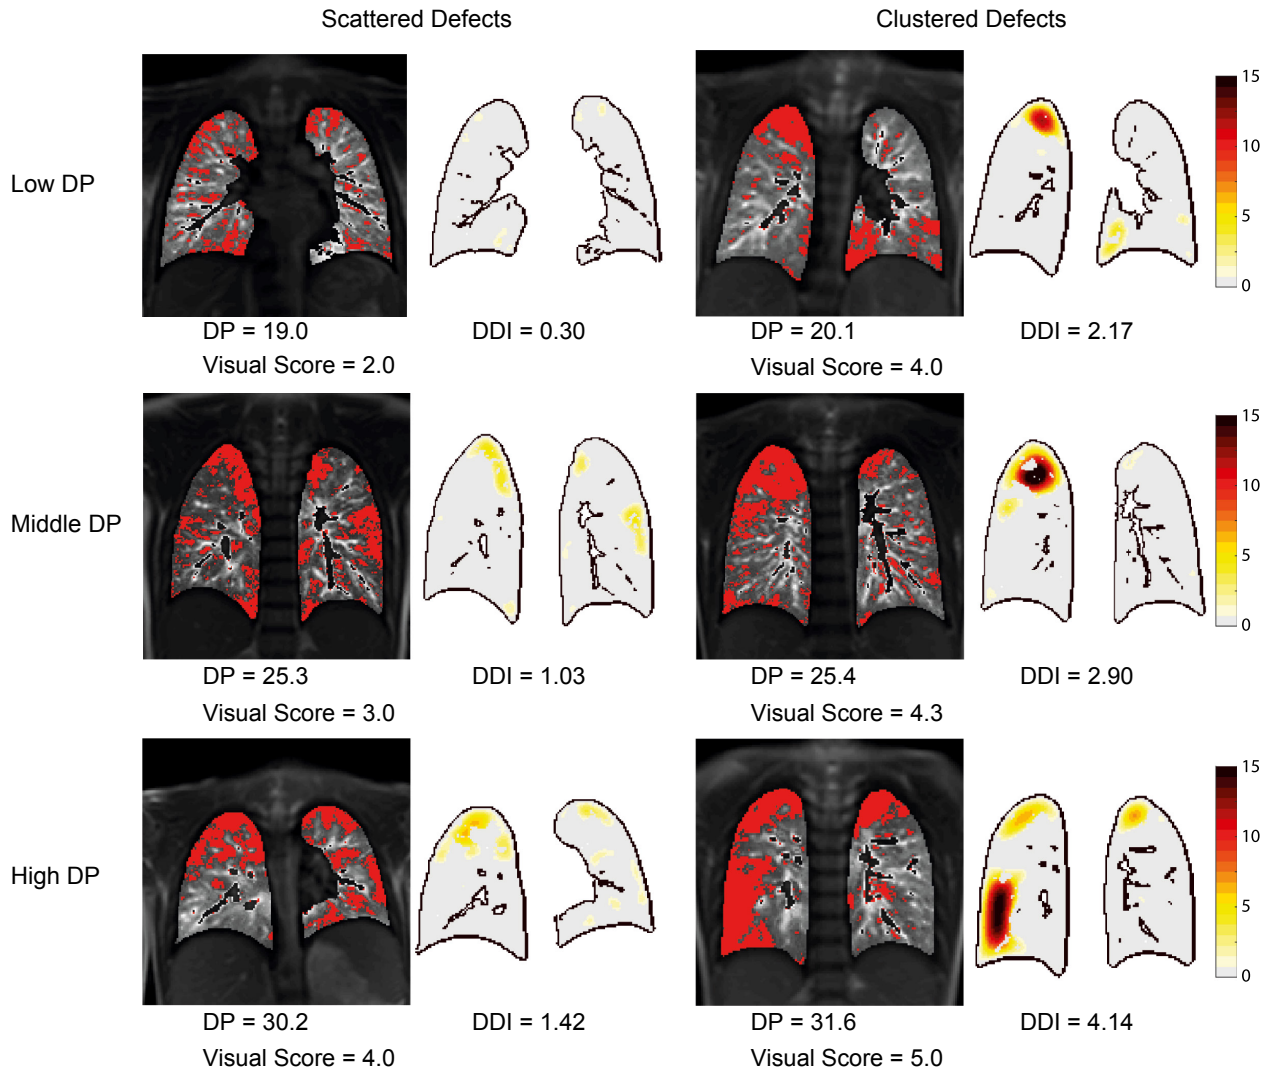 Scattered Defects
Clustered Defects
Low DP
15
10
5
0
DP = 19.0
DDI = 0.30
DP = 20.1
DDI = 2.17
Visual Score = 2.0
Visual Score = 4.0
Middle DP
15
10
5
0
DP = 25.3
DDI = 1.03
DP = 25.4
DDI = 2.90
Visual Score = 3.0
Visual Score = 4.3
High DP
15
10
5
0
DP = 30.2
DDI = 1.42
DP = 31.6
DDI = 4.14
Visual Score = 4.0
Visual Score = 5.0